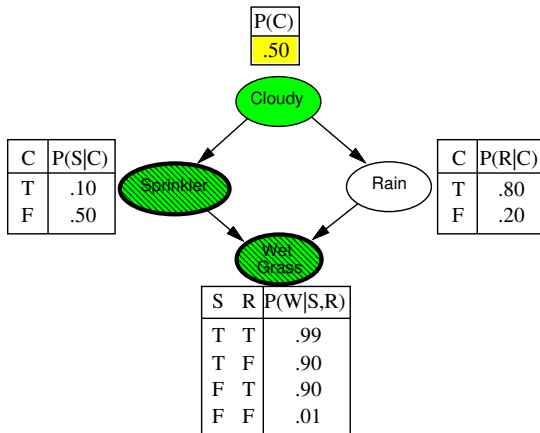 P(C)
.50
Cloudy
C P(S|C)
T .10
F .50
Sprinkler
Rain
C P(R|C)
T .80
F .20
Wet
Grass
S R P(W|S,R)
T T .99
T F .90
F T .90
F F .01